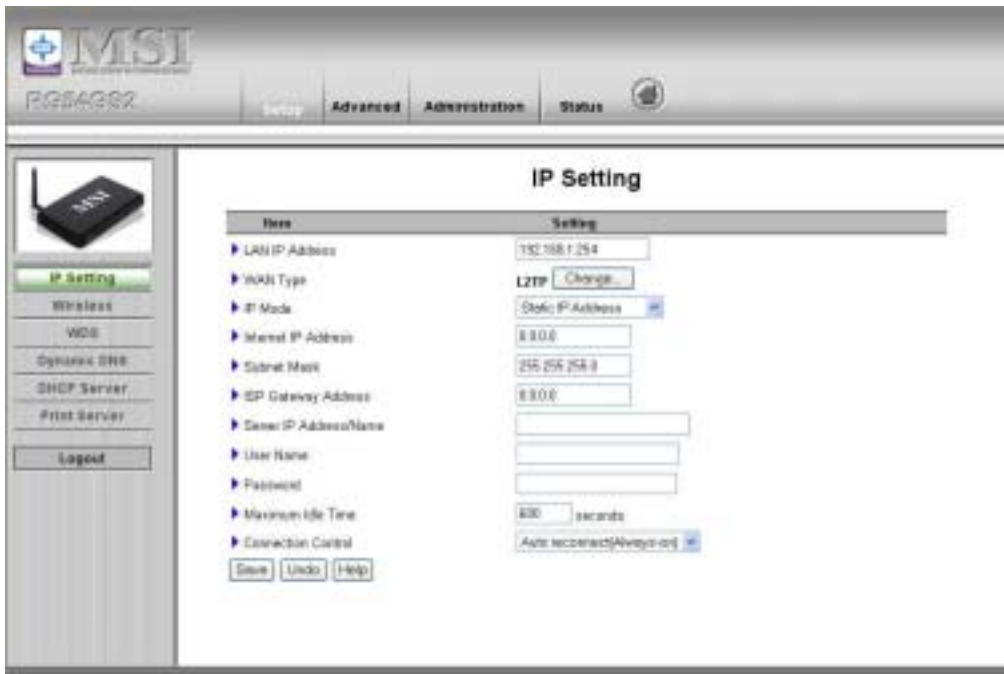 MSI
RG54GS2
Setup Advanced Administration Status
MSI
IP Setting
IP Setting
Wireless
WDS
Dynamic DNS
DHCP Server
Print Server
Logout
Item Setting
LAN IP Address 192.168.1.254
WAN Type L2TP Change...
IP Mode Static IP Address
Internet IP Address 0.0.0.0
Subnet Mask 255.255.255.0
ISP Gateway Address 0.0.0.0
Server IP Address/Name
User Name
Password
Maximum Idle Time 600 seconds
Connection Control Auto reconnect(Always-on)
Save Undo Help